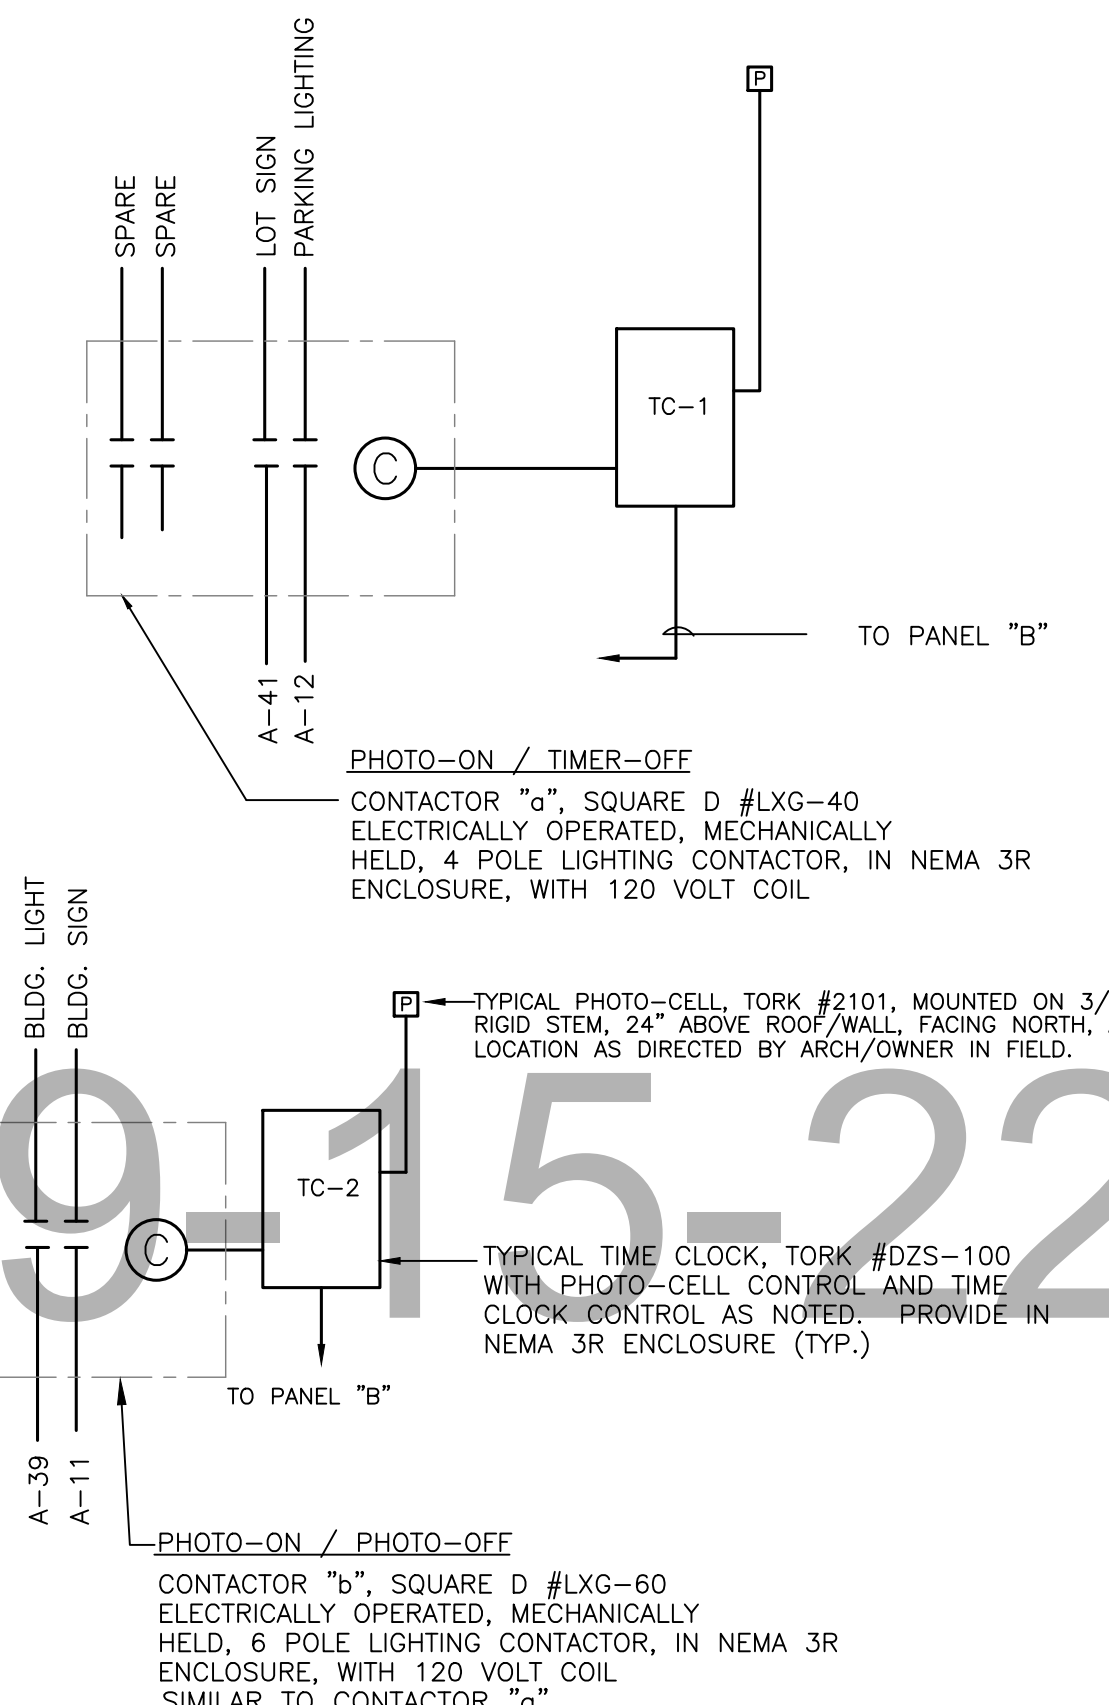 SPARE
SPARE
LOT SIGN
PARKING LIGHTING
P
TC-1
C
TO PANEL "B"
A-41
A-12
PHOTO-ON / TIMER-OFF
CONTACTOR "a", SQUARE D #LXG-40
ELECTRICALLY OPERATED, MECHANICALLY
HELD, 4 POLE LIGHTING CONTACTOR, IN NEMA 3R
ENCLOSURE, WITH 120 VOLT COIL
BLDG. LIGHT
BLDG. SIGN
P
TYPICAL PHOTO-CELL, TORK #2101, MOUNTED ON 3/
RIGID STEM, 24" ABOVE ROOF/WALL, FACING NORTH,
LOCATION AS DIRECTED BY ARCH/OWNER IN FIELD.
9-15-22
TC-2
C
TYPICAL TIME CLOCK, TORK #DZS-100
WITH PHOTO-CELL CONTROL AND TIME
CLOCK CONTROL AS NOTED. PROVIDE IN
NEMA 3R ENCLOSURE (TYP.)
TO PANEL "B"
A-39
A-11
PHOTO-ON / PHOTO-OFF
CONTACTOR "b", SQUARE D #LXG-60
ELECTRICALLY OPERATED, MECHANICALLY
HELD, 6 POLE LIGHTING CONTACTOR, IN NEMA 3R
ENCLOSURE, WITH 120 VOLT COIL
SIMILAR TO CONTACTOR "a"